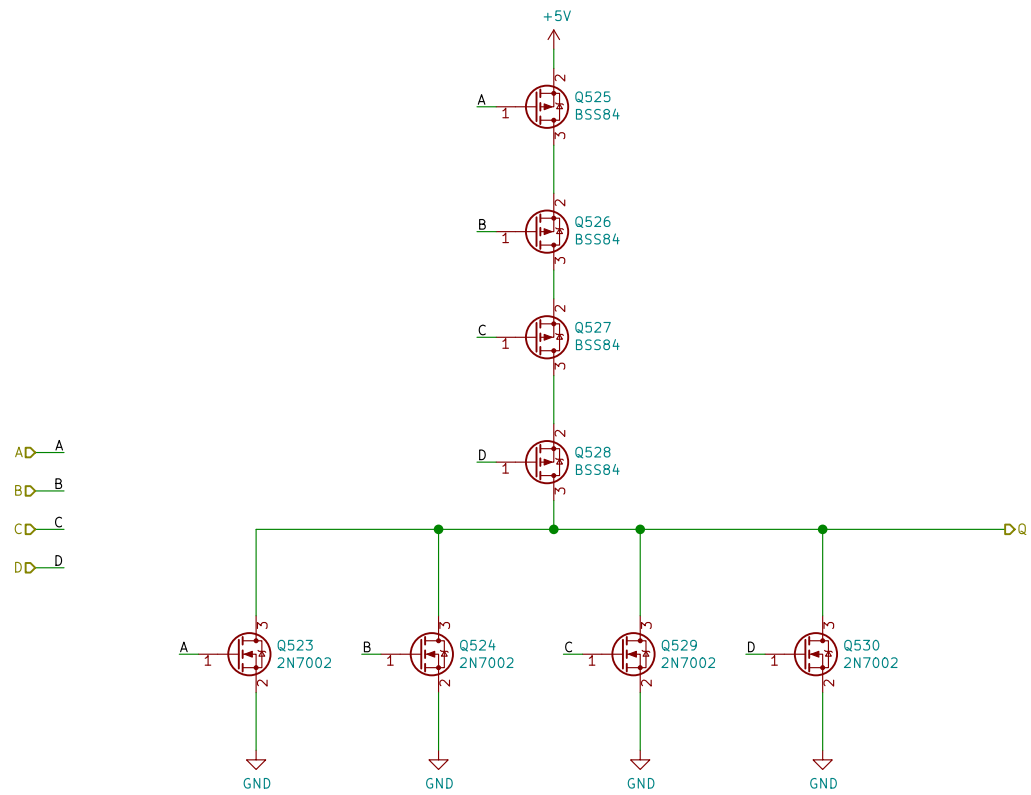 +5V
2
A
1
Q525
BSS84
3
2
B
1
Q526
BSS84
3
2
C
1
Q527
BSS84
3
2
D
1
Q528
BSS84
3
A A
B B
C C
D D
Q
3
A
1
Q523
2N7002
2
GND
3
B
1
Q524
2N7002
2
GND
3
C
1
Q529
2N7002
2
GND
3
D
1
Q530
2N7002
2
GND